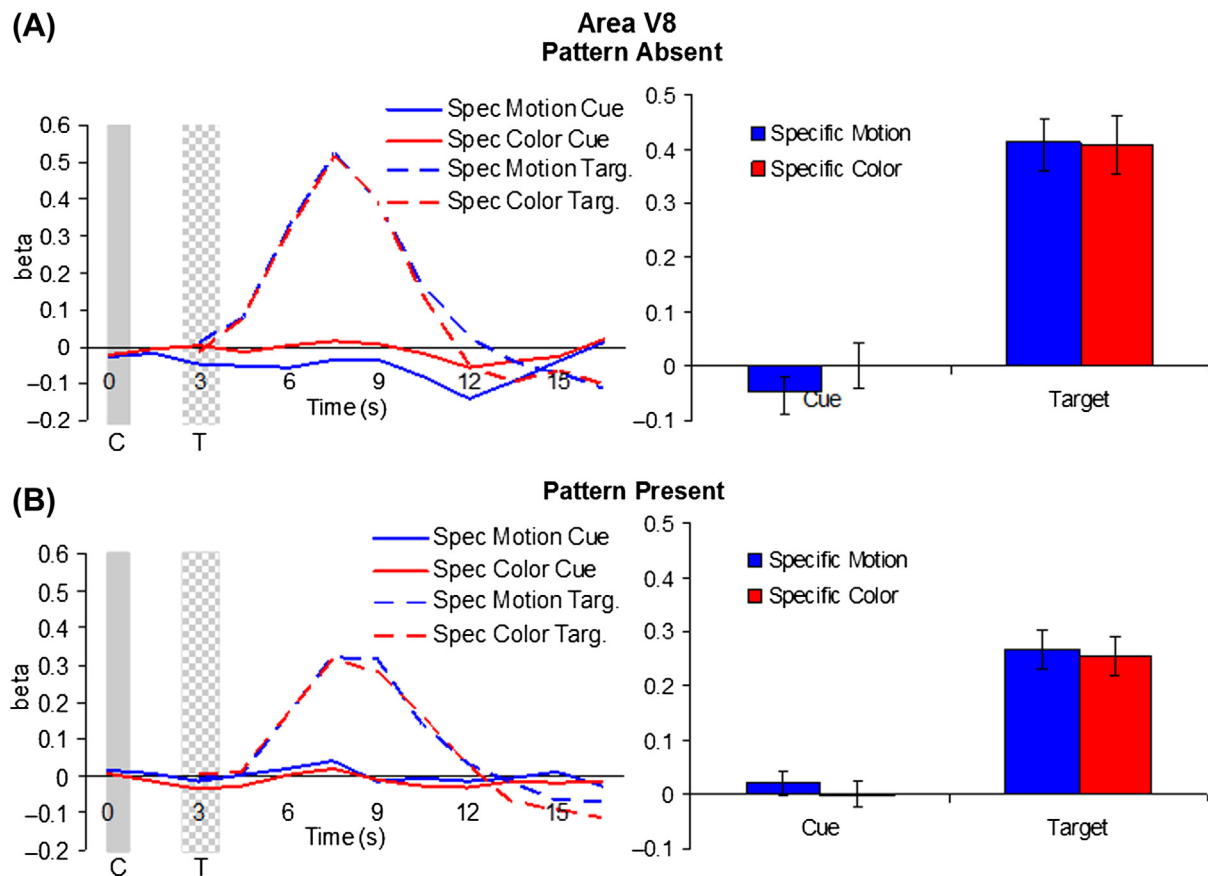 (A)
Area V8
Pattern Absent
Spec Motion Cue
Spec Color Cue
Spec Motion Targ.
Spec Color Targ.
0.6
0.5
0.4
0.3
0.2
0.1
0
–0.1
–0.2
beta
0 3 6 9 12 15
Time (s)
C T
0.5
0.4
0.3
0.2
0.1
0
–0.1
Specific Motion
Specific Color
Cue Target
(B)
Pattern Present
Spec Motion Cue
Spec Color Cue
Spec Motion Targ.
Spec Color Targ.
0.6
0.5
0.4
0.3
0.2
0.1
0
–0.1
–0.2
beta
0 3 6 9 12 15
Time (s)
C T
0.5
0.4
0.3
0.2
0.1
0
–0.1
Specific Motion
Specific Color
Cue Target